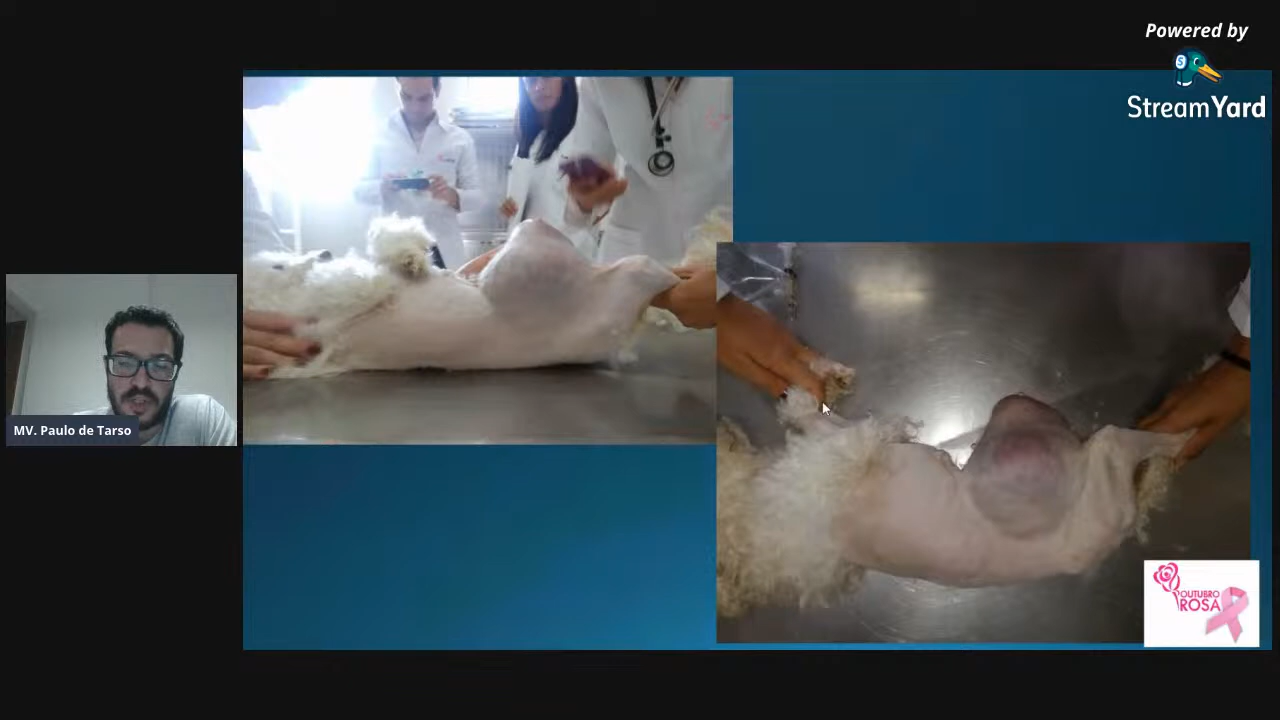 Powered by
StreamYard
MV. Paulo de Tarso
OUTUBRO
ROSA